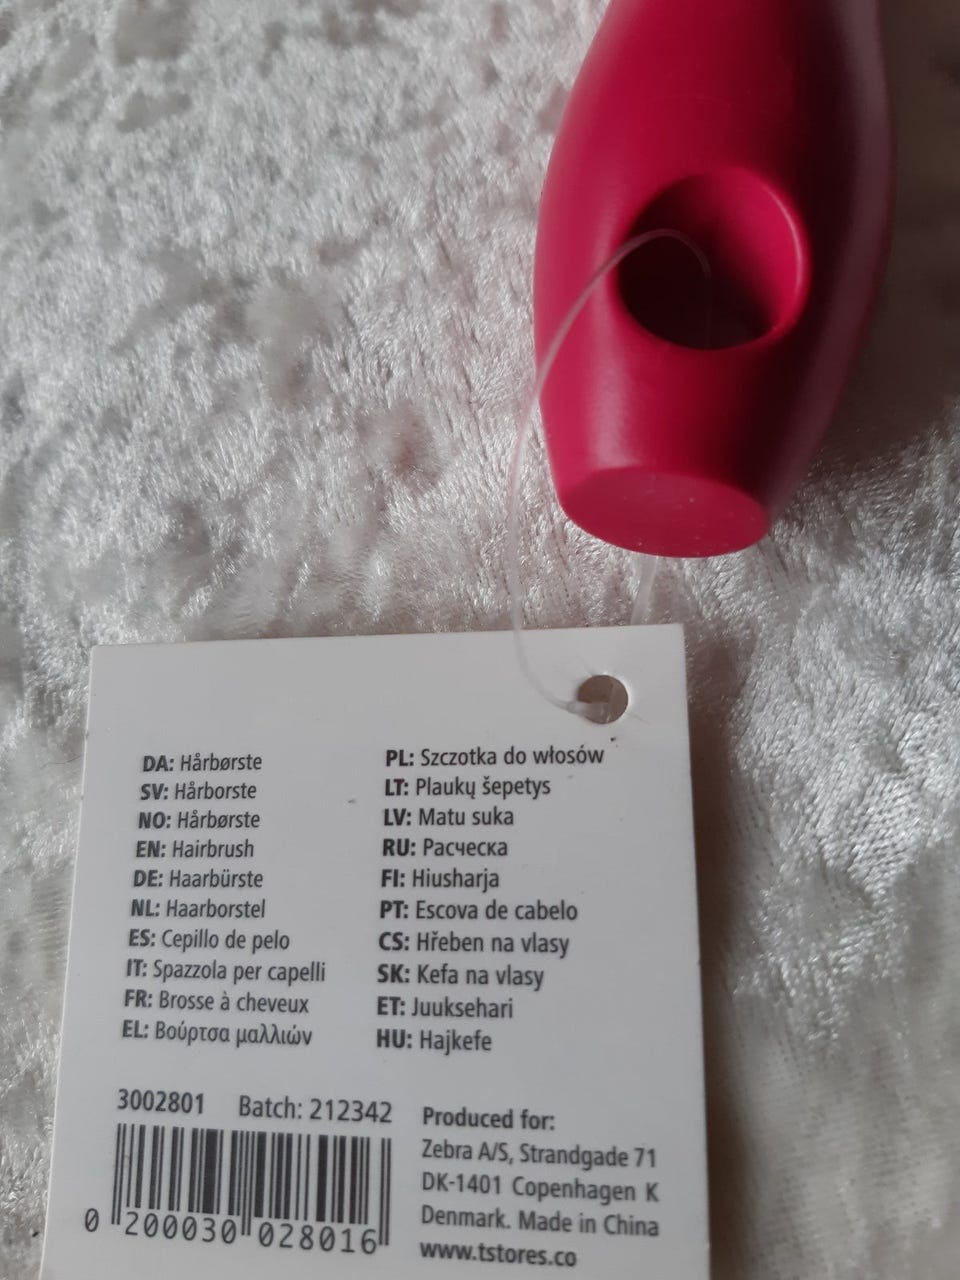 DA: Hårbørste
SV: Hårborste
NO: Hårbørste
EN: Hairbrush
DE: Haarbürste
NL: Haarborstel
ES: Cepillo de pelo
IT: Spazzola per capelli
FR: Brosse à cheveux
EL: Βούρτσα μαλλιών
PL: Szczotka do włosów
LT: Plaukų šepetys
LV: Matu suka
RU: Расческа
FI: Hiusharja
PT: Escova de cabelo
CS: Hřeben na vlasy
SK: Kefa na vlasy
ET: Juuksehari
HU: Hajkefe
3002801 Batch: 212342
0 200030 028016
Produced for:
Zebra A/S, Strandgade 71
DK-1401 Copenhagen K
Denmark. Made in China
www.tstores.co